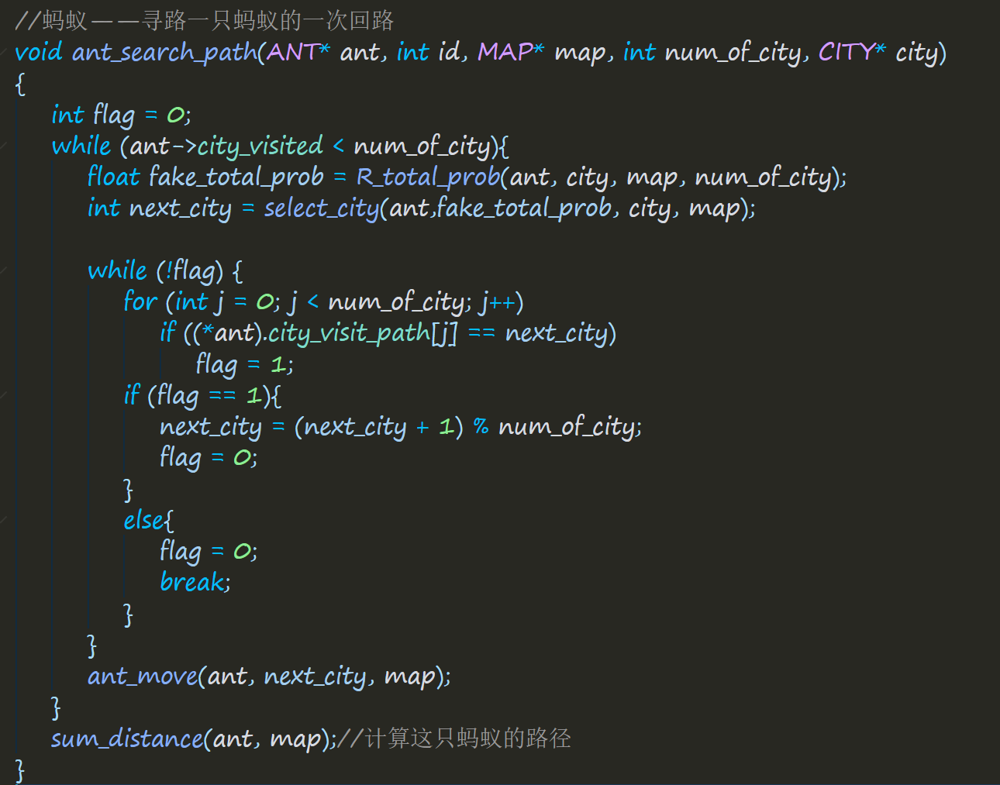 //蚂蚁——寻路一只蚂蚁的一次回路
void ant_search_path(ANT* ant, int id, MAP* map, int num_of_city, CITY* city)
{
int flag = 0;
while (ant->city_visited < num_of_city){
float fake_total_prob = R_total_prob(ant, city, map, num_of_city);
int next_city = select_city(ant,fake_total_prob, city, map);
while (!flag) {
for (int j = 0; j < num_of_city; j++)
if ((*ant).city_visit_path[j] == next_city)
flag = 1;
if (flag == 1){
next_city = (next_city + 1) % num_of_city;
flag = 0;
}
else{
flag = 0;
break;
}
}
ant_move(ant, next_city, map);
}
sum_distance(ant, map);//计算这只蚂蚁的路径
}